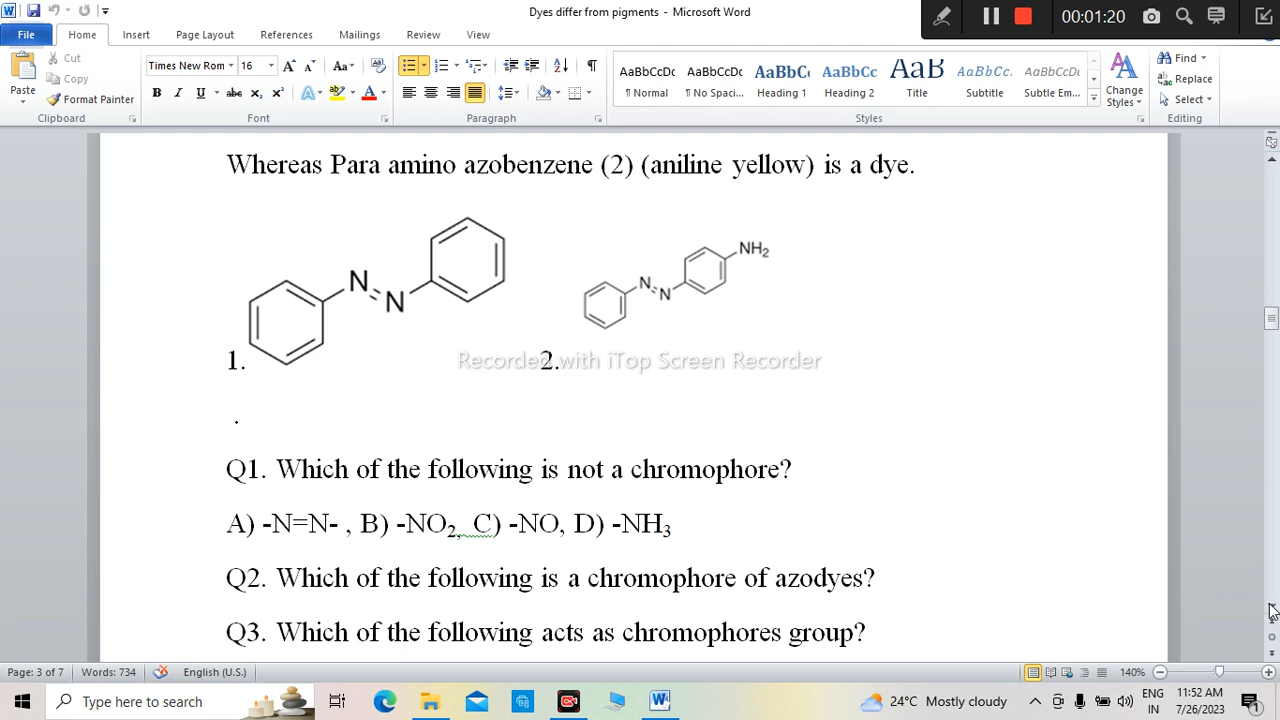 Dyes differ from pigments - Microsoft Word
00:01:20
File Home Insert Page Layout References Mailings Review View
Cut
Copy
Format Painter
Paste
Times New Rom 16
AaBbCcDc AaBbCcDc AaBbCc AaBbCc AaB AaBbCcL AaBbCcDc
¶ Normal ¶ No Spaci... Heading 1 Heading 2 Title Subtitle Subtle Em...
Change Styles
Find
Replace
Select
Clipboard Font Paragraph Styles Editing
Whereas Para amino azobenzene (2) (aniline yellow) is a dye.
N N
N N NH2
1. 2.
Recorded with iTop Screen Recorder
.
Q1. Which of the following is not a chromophore?
A) -N=N- , B) -NO2, C) -NO, D) -NH3
Q2. Which of the following is a chromophore of azodyes?
Q3. Which of the following acts as chromophores group?
Page: 3 of 7 Words: 734 English (U.S.) 140%
Type here to search
24°C Mostly cloudy
ENG IN
11:52 AM
7/26/2023